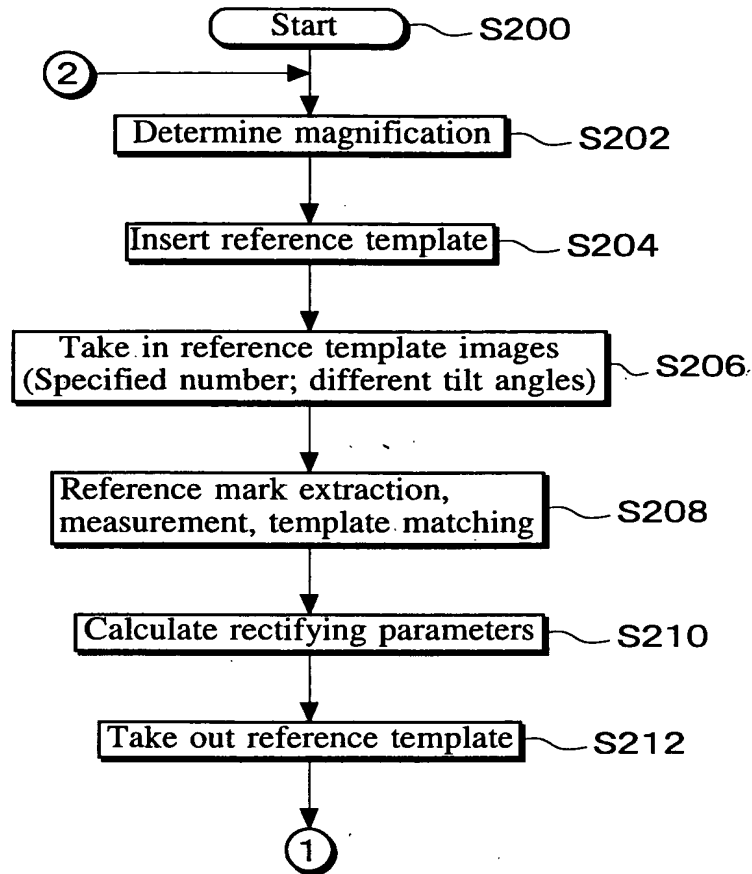 Start
S200
2
Determine magnification
S202
Insert reference template
S204
Take in reference template images
(Specified number; different tilt angles)
S206
Reference mark extraction,
measurement, template matching
S208
Calculate rectifying parameters
S210
Take out reference template
S212
1